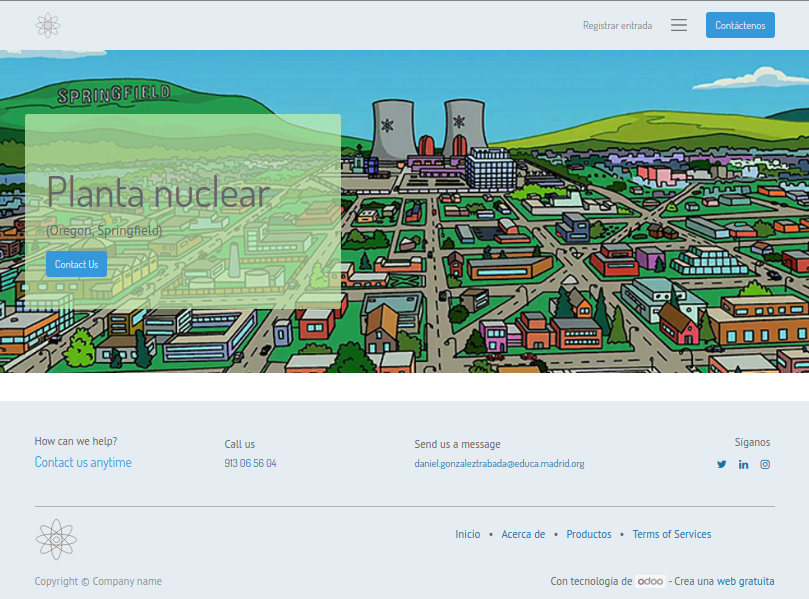 Registrar entrada
Contáctenos
SPRINGFIELD
Planta nuclear
(Oregon, Springfield)
Contact Us
How can we help?
Contact us anytime
Call us
913 06 56 04
Send us a message
daniel.gonzaleztrabada@educa.madrid.org
Síganos
Inicio • Acerca de • Productos • Terms of Services
Copyright © Company name
Con tecnología de odoo - Crea una web gratuita